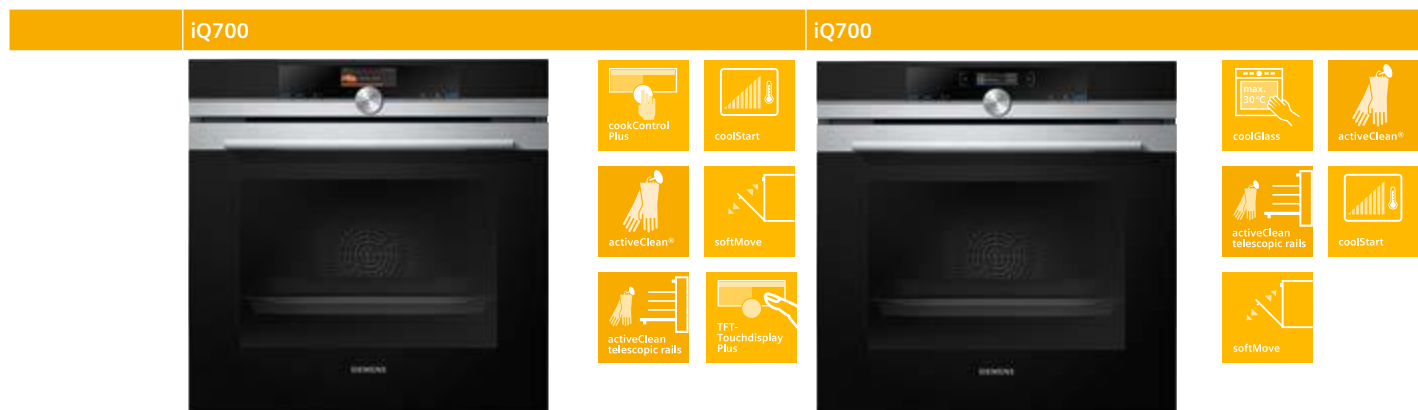 iQ700
iQ700
cookControl
Plus
coolStart
activeClean®
softMove
activeClean
telescopic rails
TFT-
Touchdisplay
Plus
SIEMENS
max.
30°C
coolGlass
activeClean®
activeClean
telescopic rails
coolStart
softMove
SIEMENS